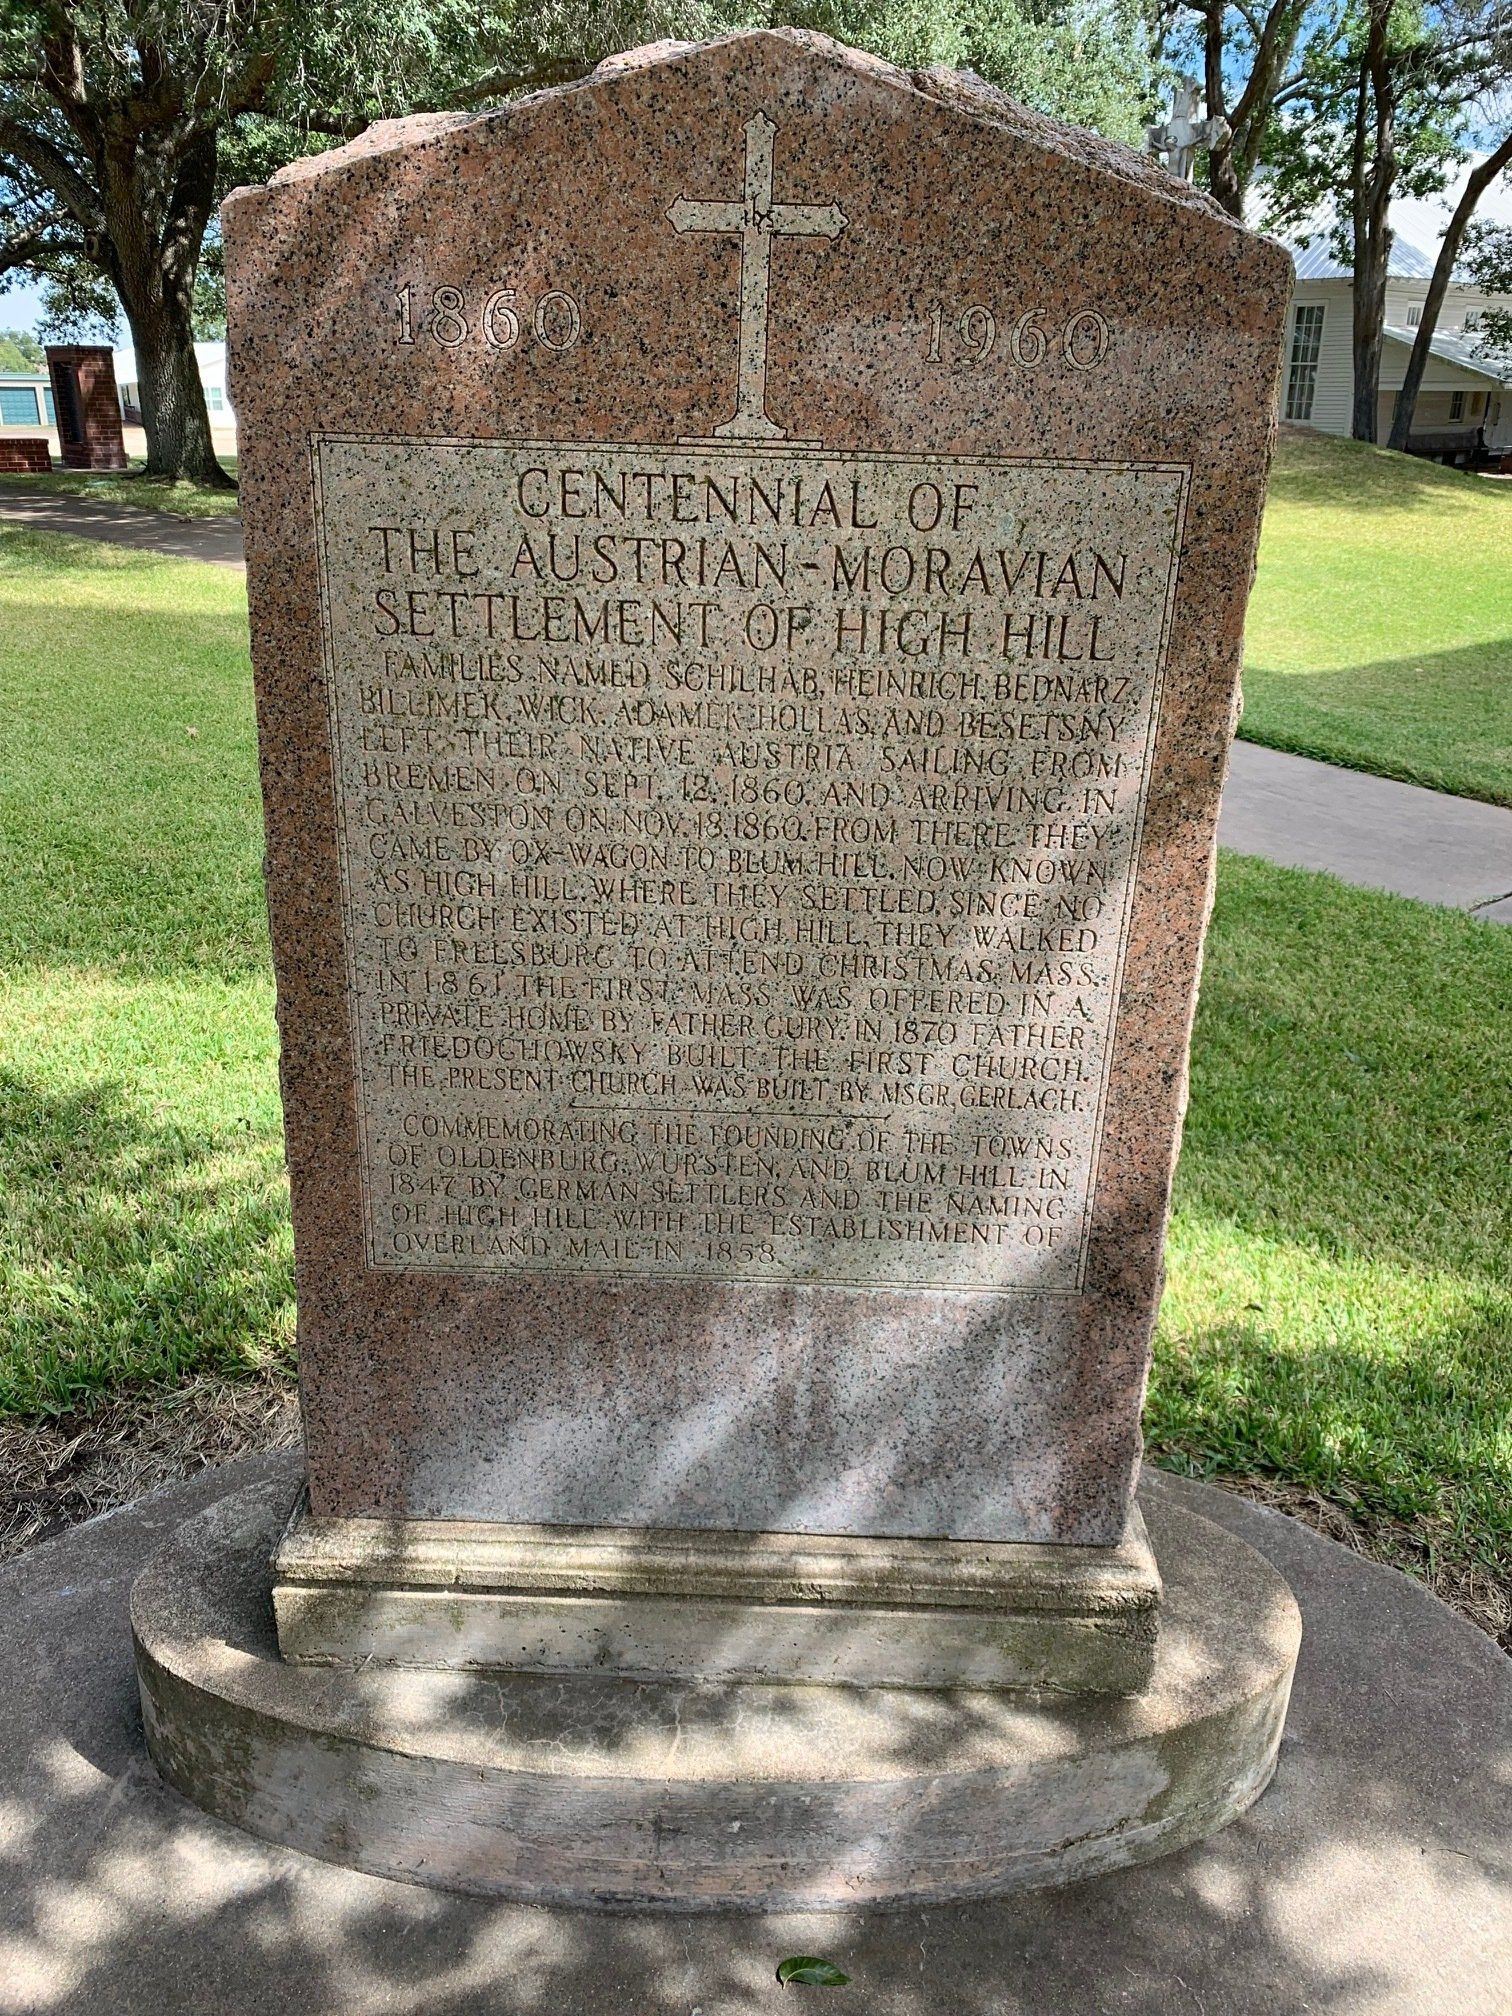 1860 1960
CENTENNIAL OF
THE AUSTRIAN-MORAVIAN
SETTLEMENT OF HIGH HILL
FAMILIES NAMED SCHILHAB, HEINRICH, BEDNARZ,
BILLIMEK, WICK, ADAMEK, HOLLAS, AND BESETSNY
LEFT THEIR NATIVE AUSTRIA SAILING FROM
BREMEN ON SEPT. 12, 1860, AND ARRIVING IN
GALVESTON ON NOV. 18, 1860. FROM THERE THEY
CAME BY OX-WAGON TO BLUM HILL, NOW KNOWN
AS HIGH HILL, WHERE THEY SETTLED. SINCE NO
CHURCH EXISTED AT HIGH HILL, THEY WALKED
TO FRELSBURG TO ATTEND CHRISTMAS MASS.
IN 1861 THE FIRST MASS WAS OFFERED IN A
PRIVATE HOME BY FATHER GURY. IN 1870 FATHER
FRIEDOCHOWSKY BUILT THE FIRST CHURCH.
THE PRESENT CHURCH WAS BUILT BY MSGR. GERLACH.
COMMEMORATING THE FOUNDING OF THE TOWNS
OF OLDENBURG, WURSTEN, AND BLUM HILL IN
1847 BY GERMAN SETTLERS AND THE NAMING
OF HIGH HILL WITH THE ESTABLISHMENT OF
OVERLAND MAIL IN 1858.